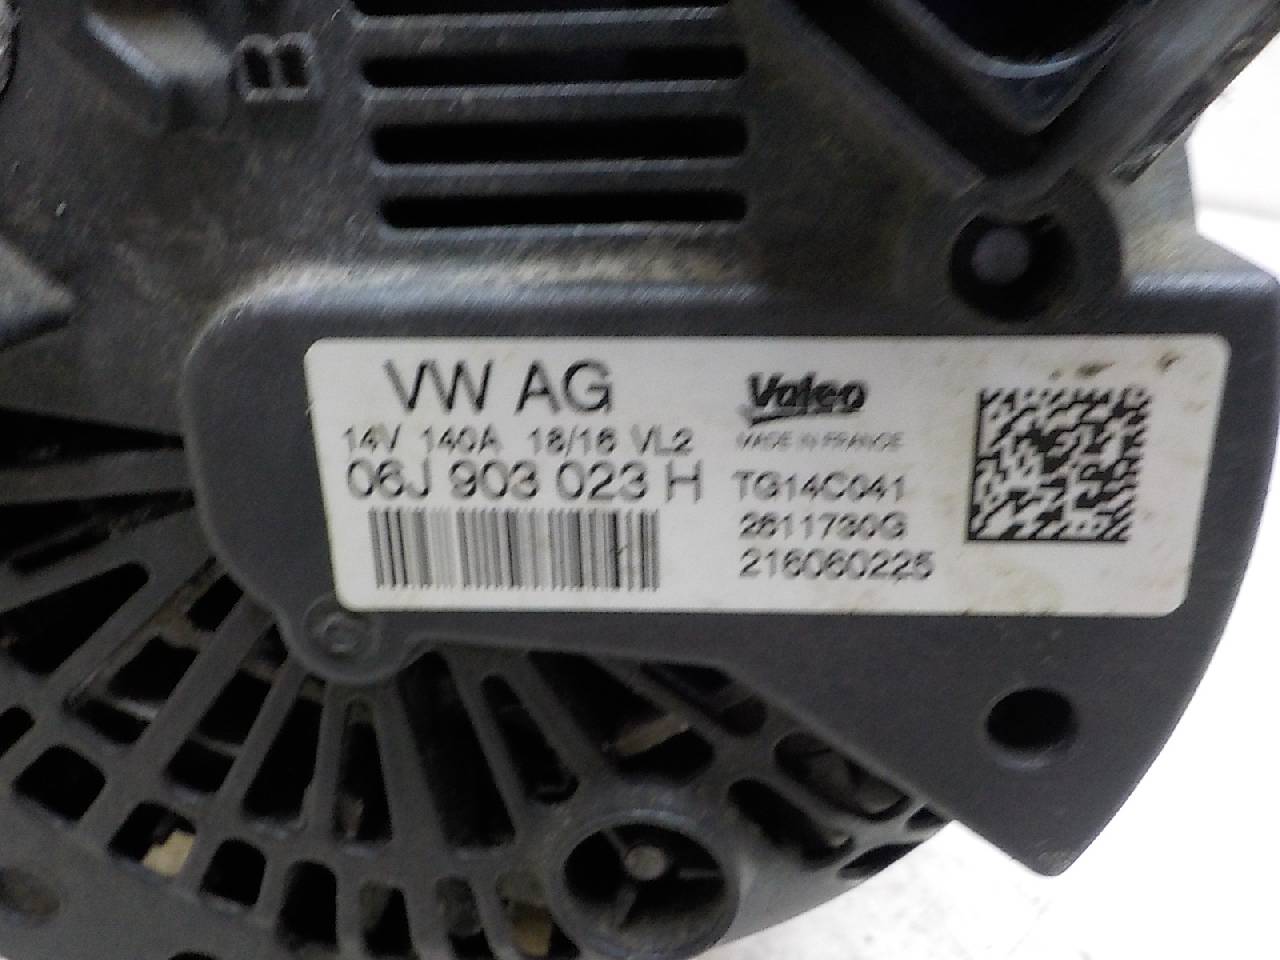 B
VW AG
14V 140A 18/16 VL2
06J 903 023 H
Valeo
MADE IN FRANCE
TG14C041
2611730G
216060225